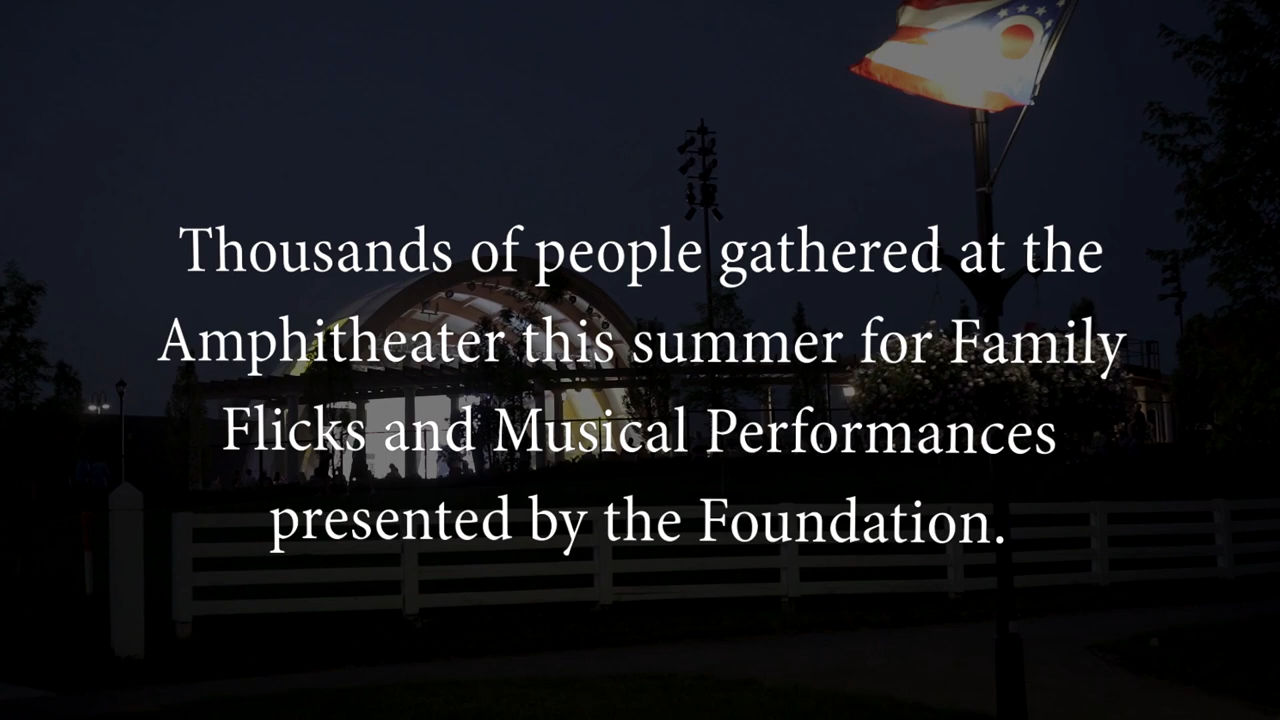 Thousands of people gathered at the
Amphitheater this summer for Family
Flicks and Musical Performances
presented by the Foundation.